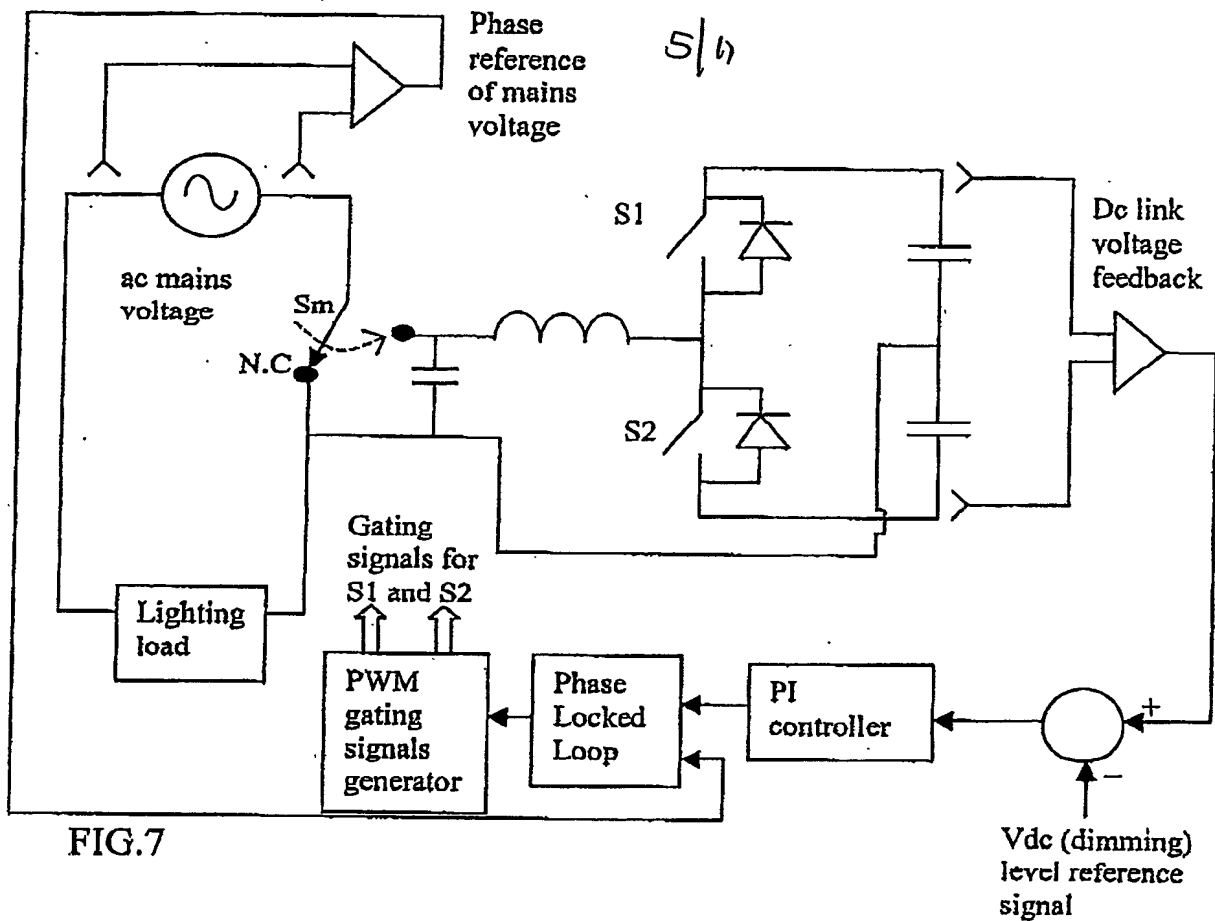 Phase
reference
of mains
voltage
ac mains
voltage
Sm
N.C
S1
S2
Dc link
voltage
feedback
Gating
signals for
S1 and S2
Lighting
load
PWM
gating
signals
generator
Phase
Locked
Loop
PI
controller
+
−
Vdc (dimming)
level reference
signal
FIG.7